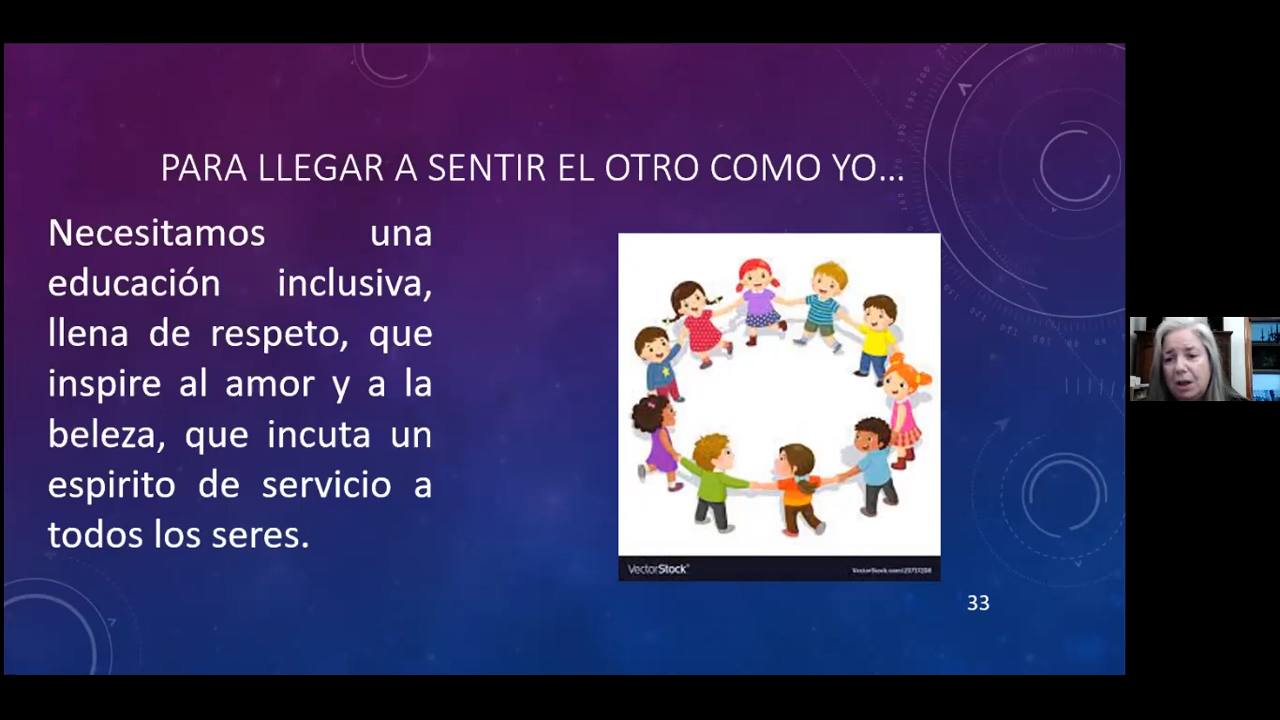 PARA LLEGAR A SENTIR EL OTRO COMO YO...
Necesitamos una
educación inclusiva,
llena de respeto, que
inspire al amor y a la
beleza, que incuta un
espirito de servicio a
todos los seres.
VectorStock®
33